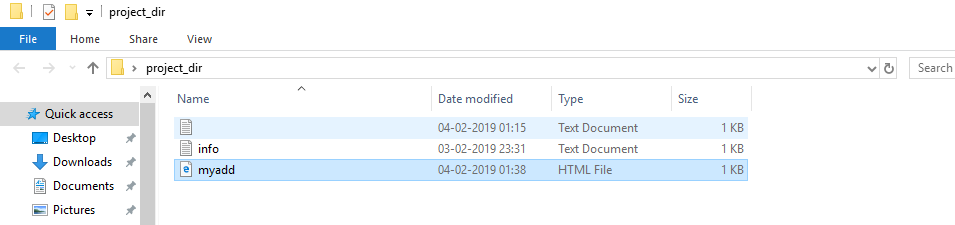 project_dir
File Home Share View
project_dir Search
Name Date modified Type Size
Quick access
04-02-2019 01:15 Text Document 1 KB
Desktop
info 03-02-2019 23:31 Text Document 1 KB
Downloads
myadd 04-02-2019 01:38 HTML File 1 KB
Documents
Pictures